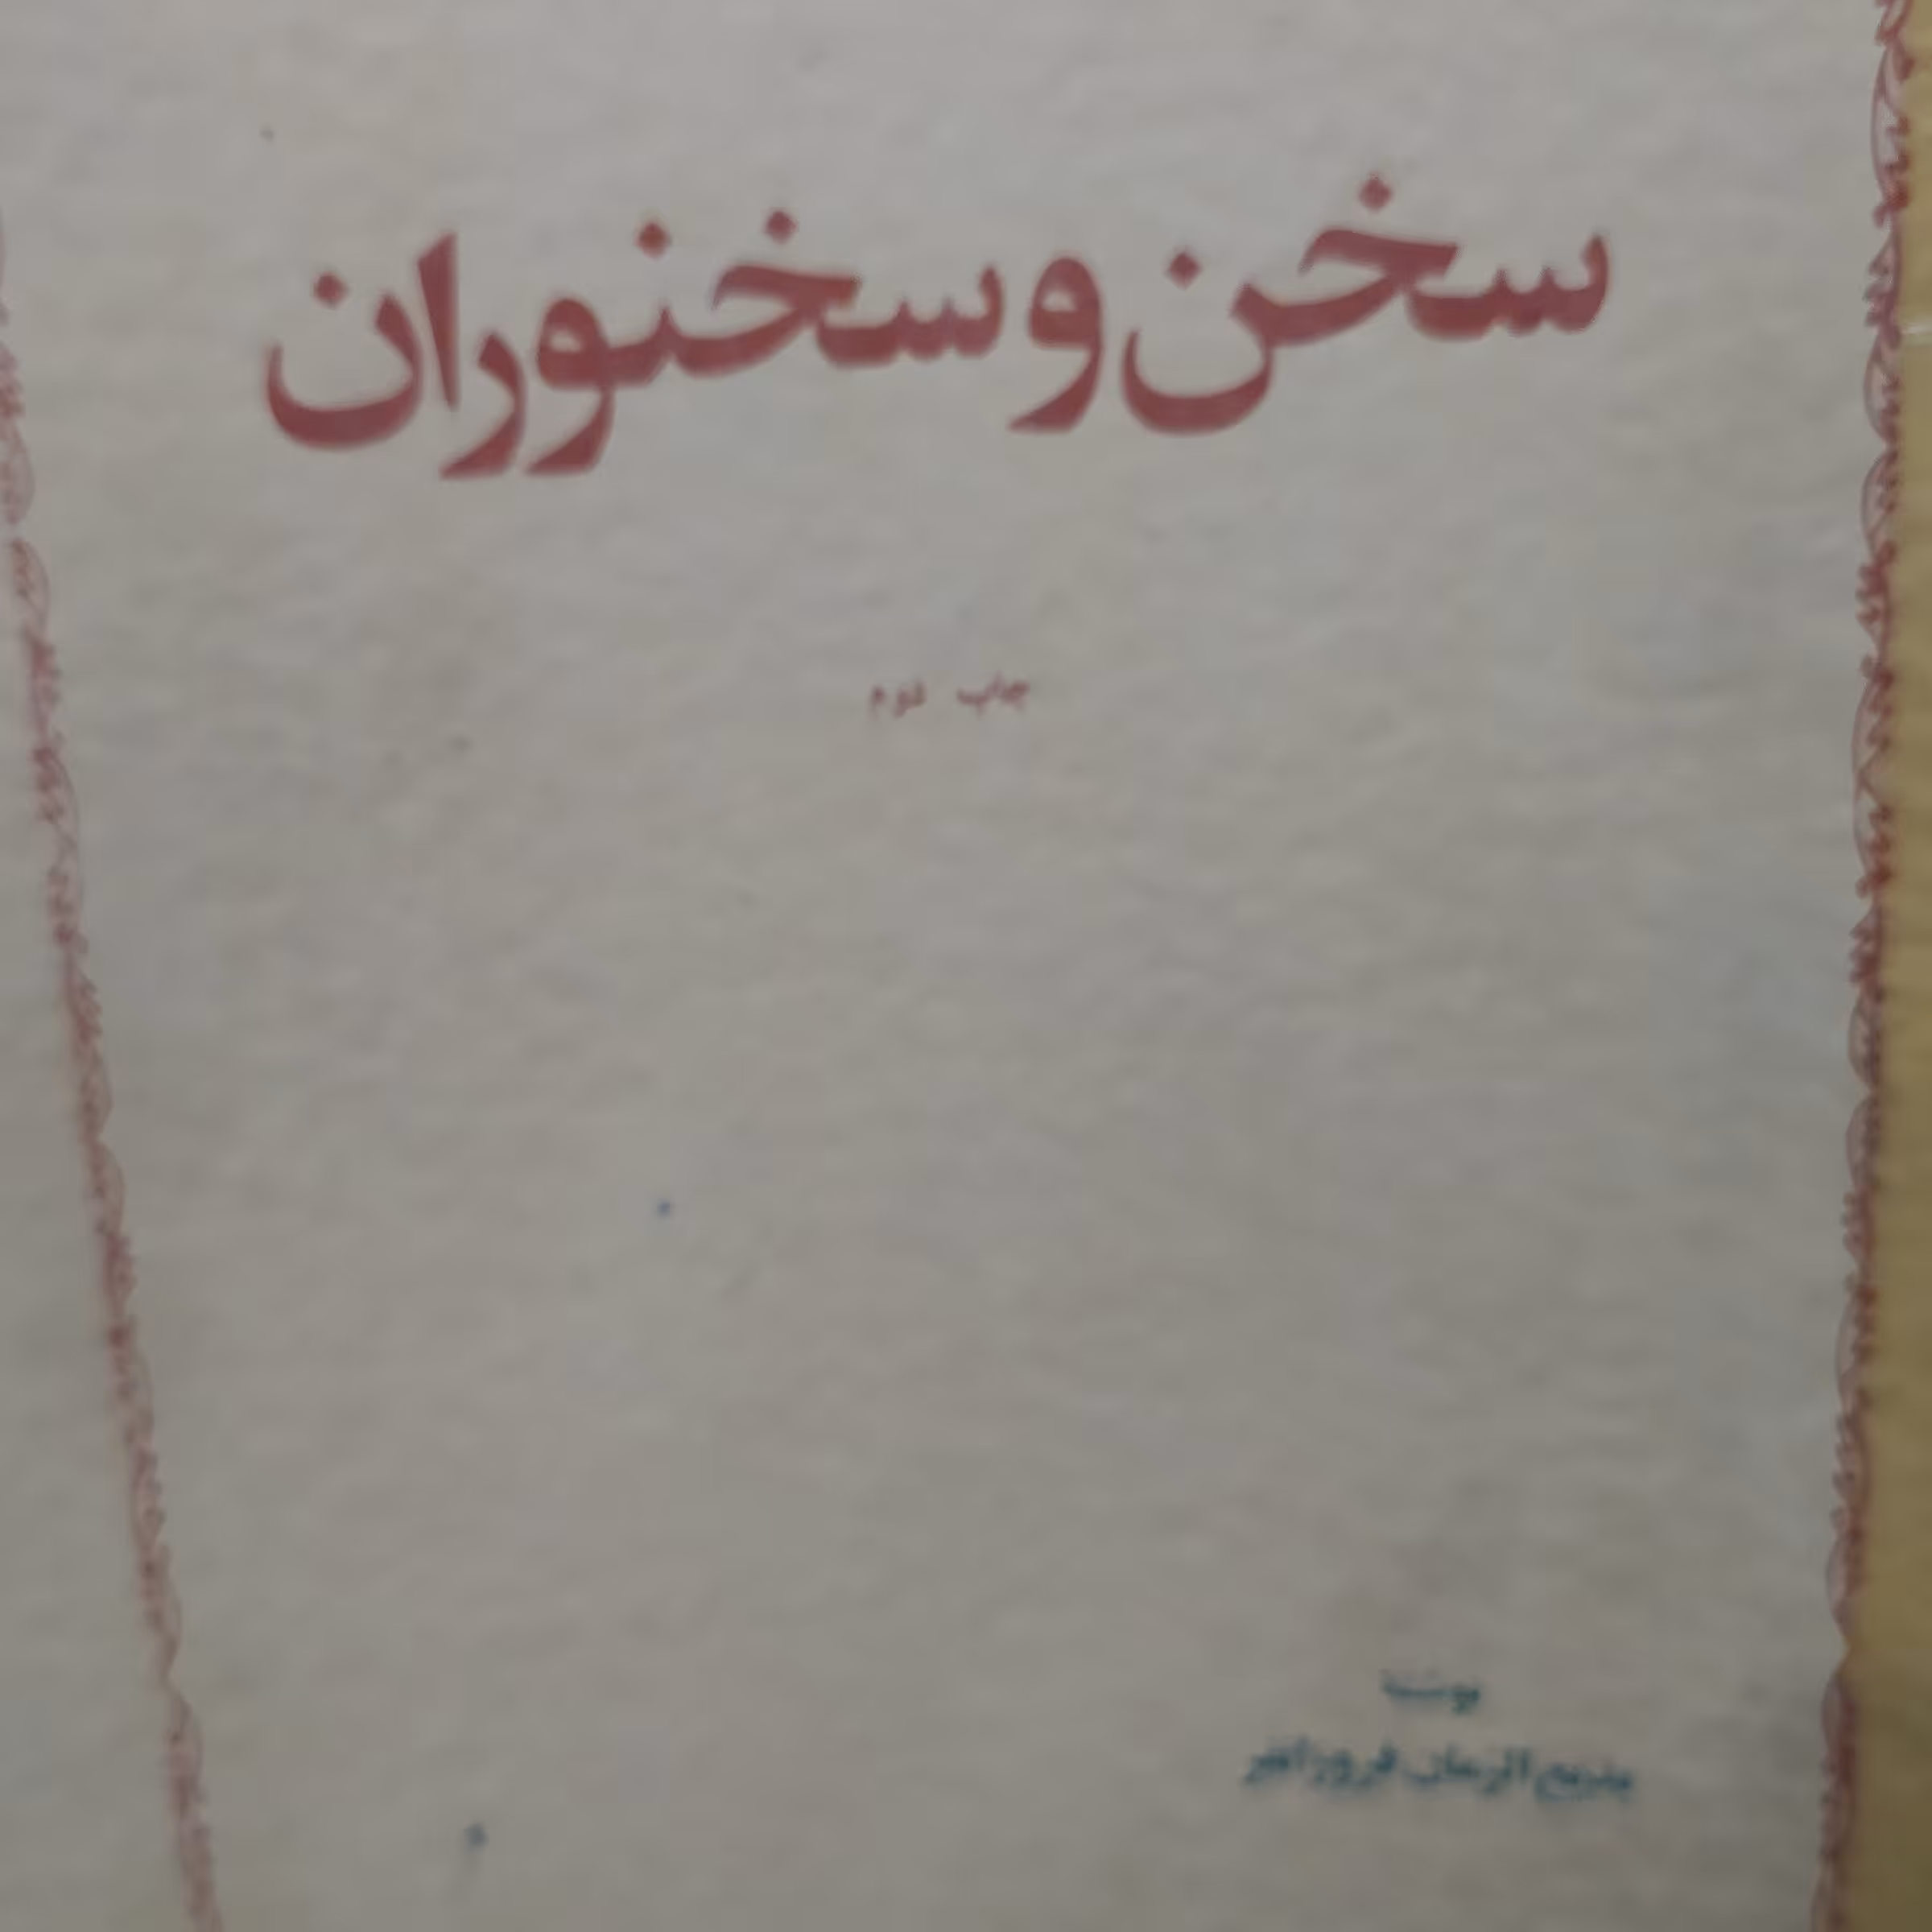 سخن و سخنوران
چاپ دوم
نوشته
بدیع الزمان فروزانفر